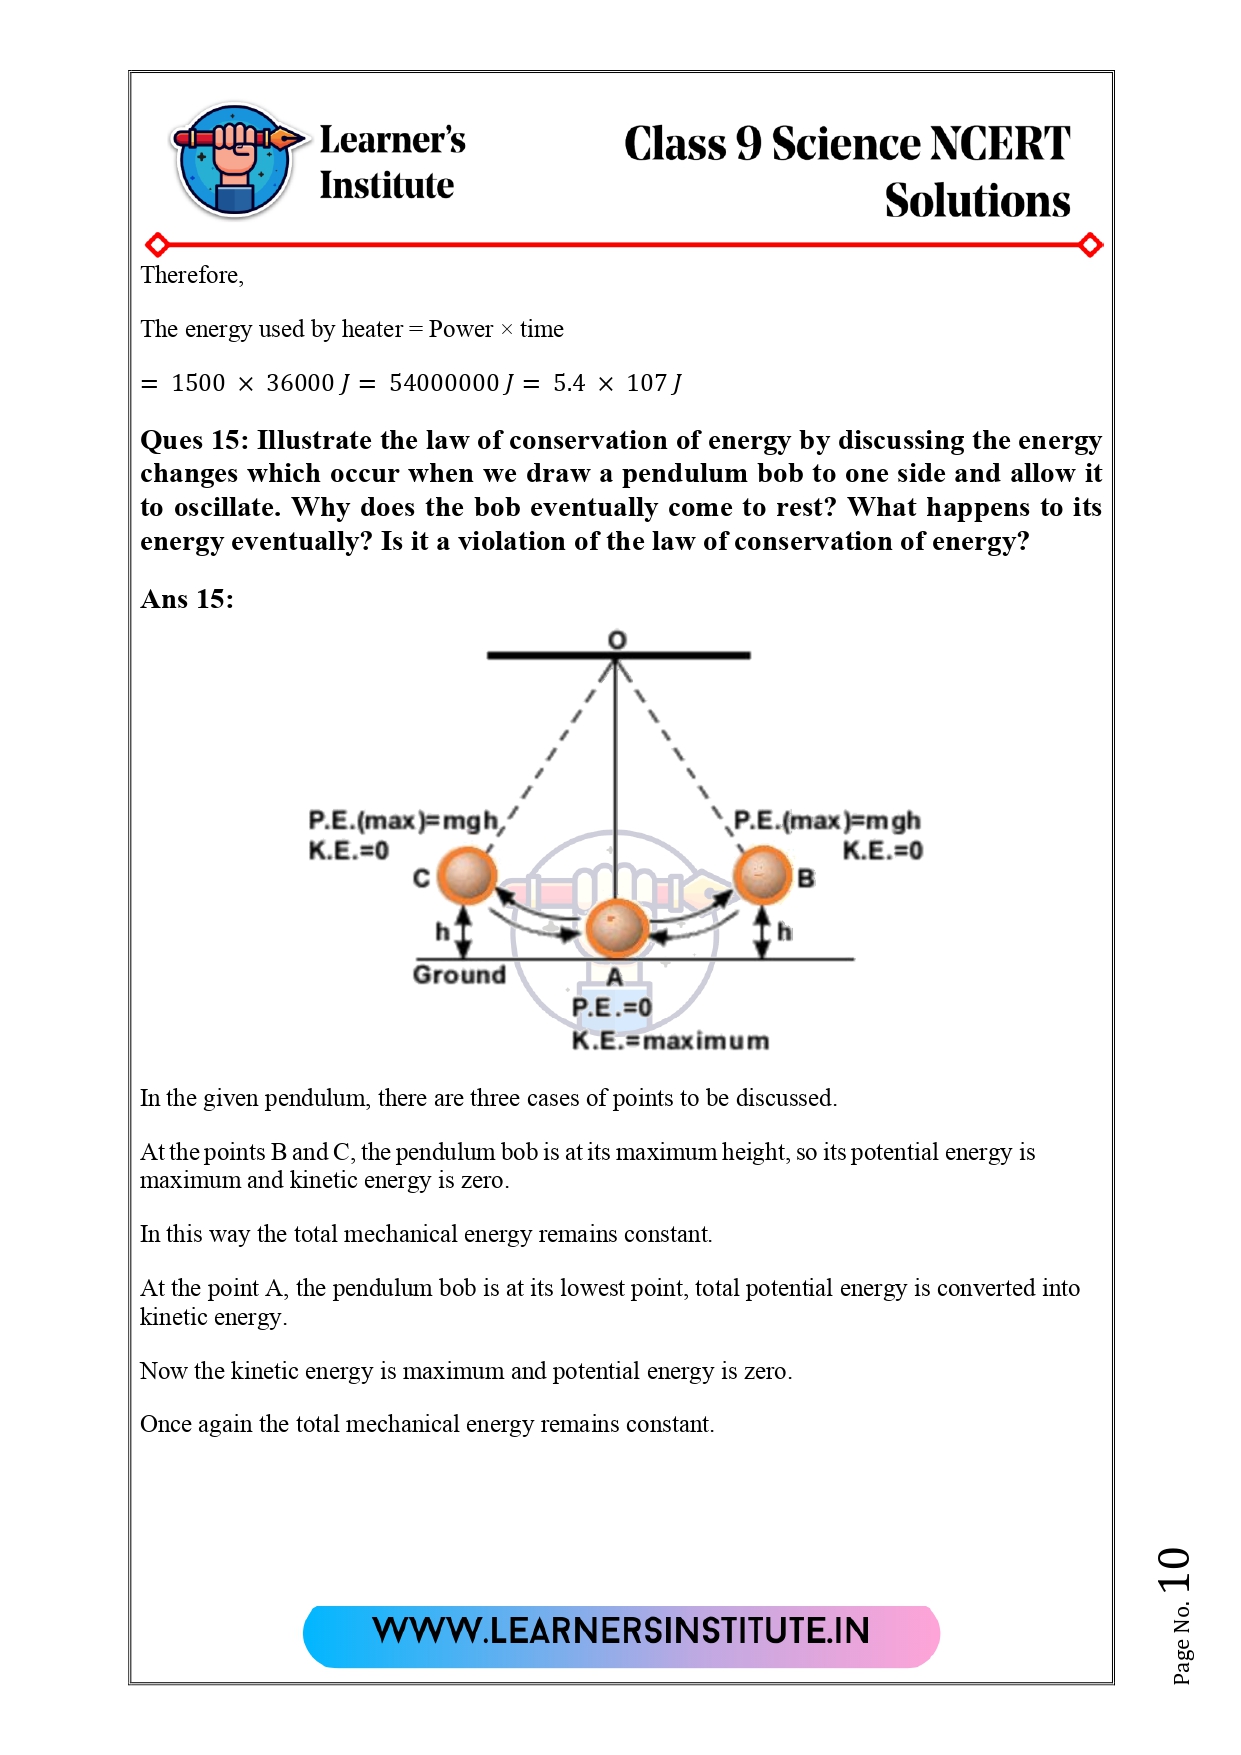 Learner's
Institute
Class 9 Science NCERT
Solutions
Therefore,
The energy used by heater = Power × time
= 1500 × 36000 J = 54000000 J = 5.4 × 107 J
Ques 15: Illustrate the law of conservation of energy by discussing the energy
changes which occur when we draw a pendulum bob to one side and allow it
to oscillate. Why does the bob eventually come to rest? What happens to its
energy eventually? Is it a violation of the law of conservation of energy?
Ans 15:
O
P.E.(max)=mgh
K.E.=0
C
h
P.E.(max)=mgh
K.E.=0
B
h
Ground
A
P.E.=0
K.E.=maximum
In the given pendulum, there are three cases of points to be discussed.
At the points B and C, the pendulum bob is at its maximum height, so its potential energy is
maximum and kinetic energy is zero.
In this way the total mechanical energy remains constant.
At the point A, the pendulum bob is at its lowest point, total potential energy is converted into
kinetic energy.
Now the kinetic energy is maximum and potential energy is zero.
Once again the total mechanical energy remains constant.
WWW.LEARNERSINSTITUTE.IN
Page No. 10